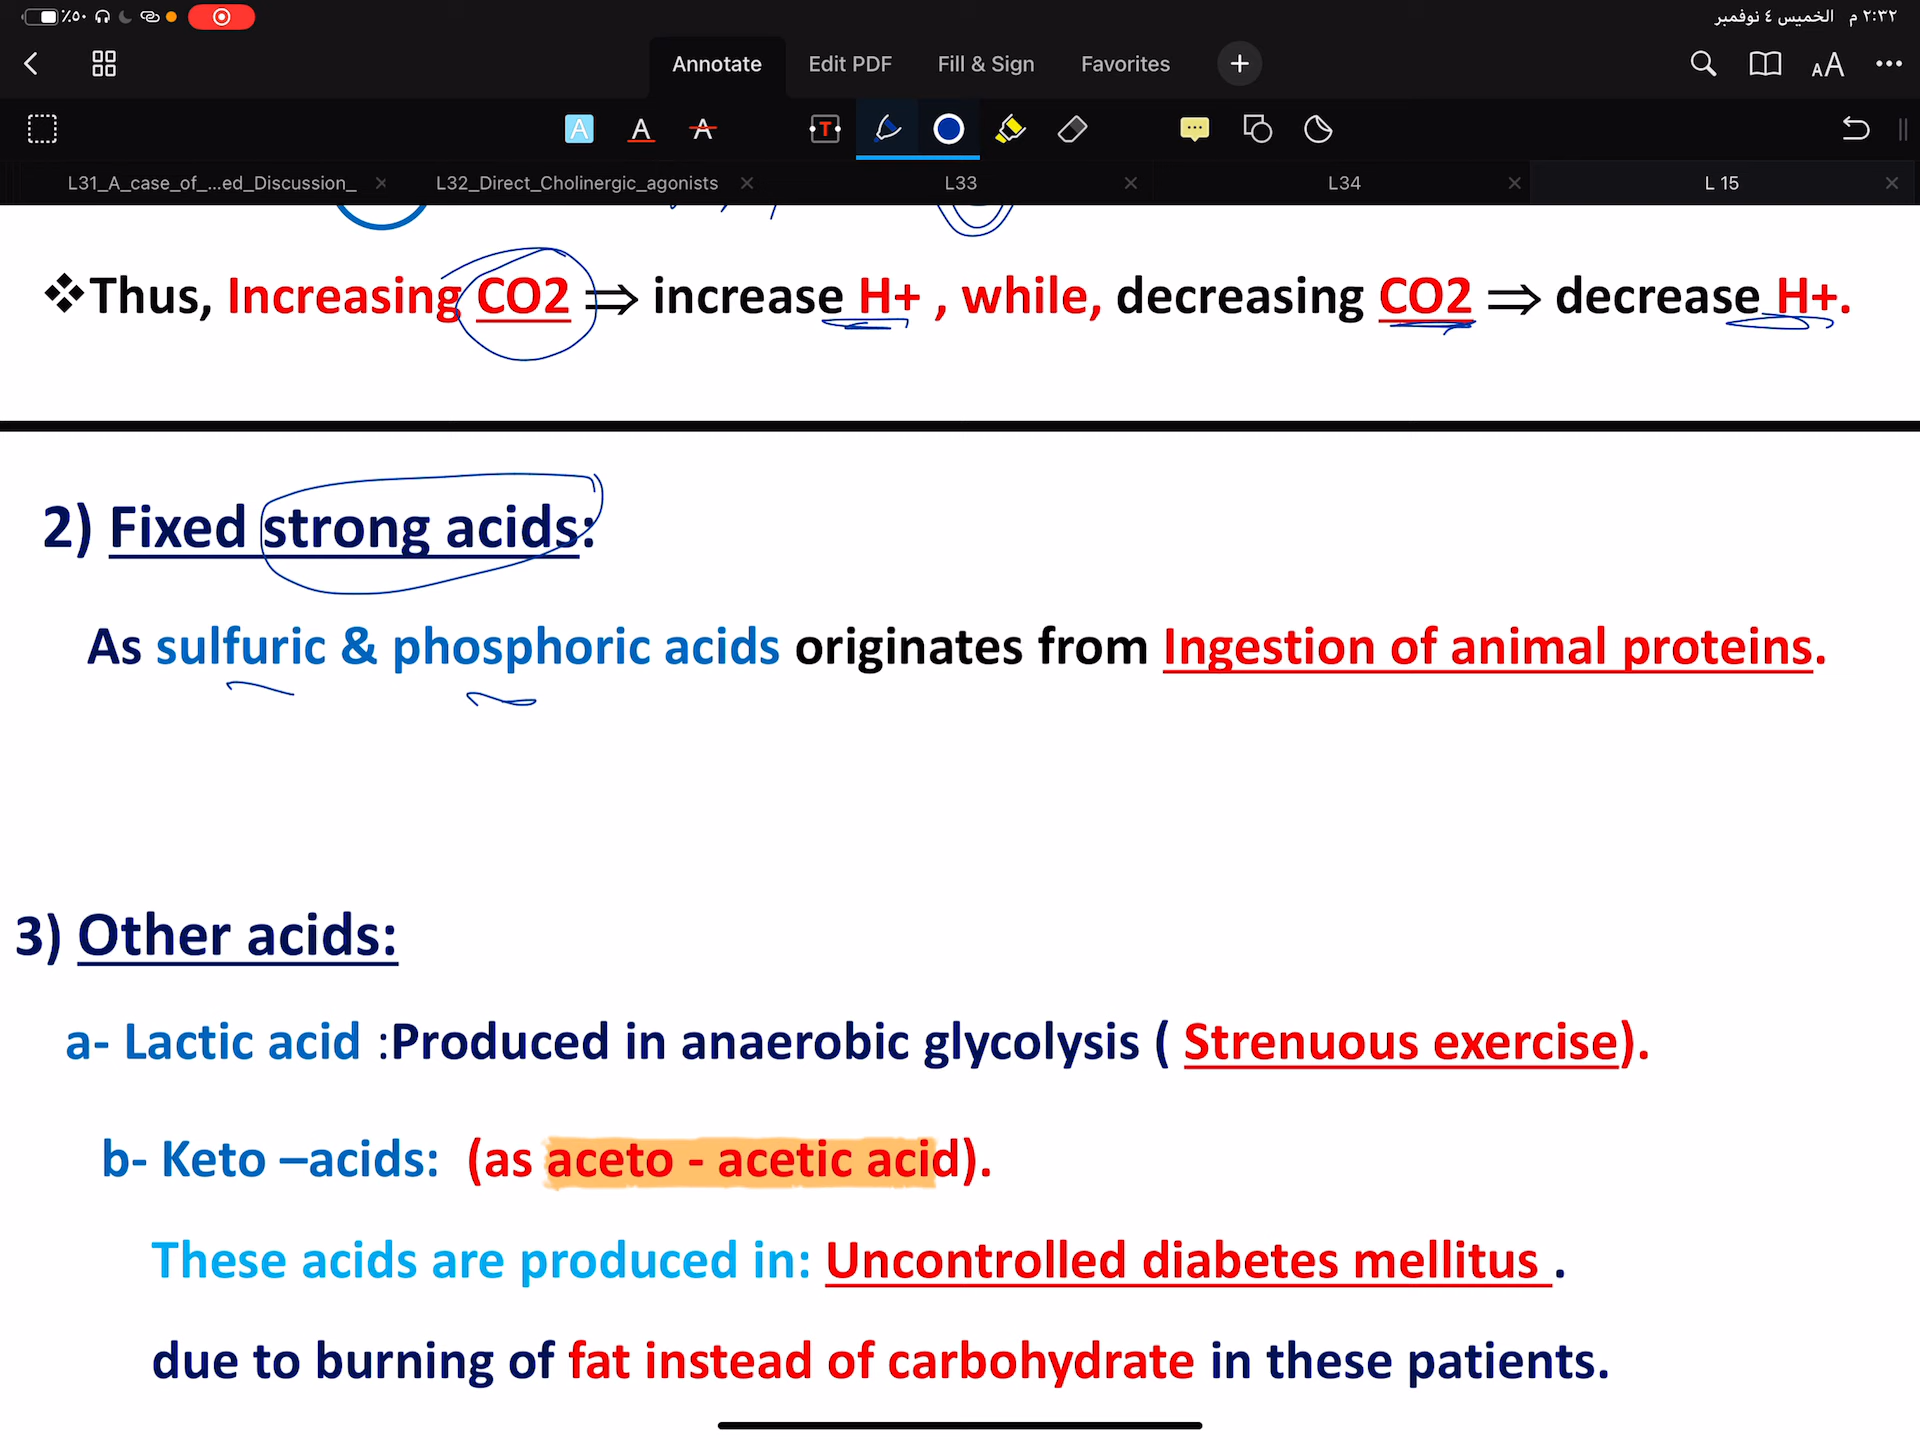 ٪٥٠ ٢:٣٢ م الخميس ٤ نوفمبر
Annotate Edit PDF Fill & Sign Favorites
L31_A_case_of_...ed_Discussion_ L32_Direct_Cholinergic_agonists L33 L34 L 15
❖Thus, Increasing CO2 ⇒ increase H+ , while, decreasing CO2 ⇒ decrease H+.
2) Fixed strong acids:
As sulfuric & phosphoric acids originates from Ingestion of animal proteins.
3) Other acids:
a- Lactic acid :Produced in anaerobic glycolysis ( Strenuous exercise).
b- Keto –acids: (as aceto - acetic acid).
These acids are produced in: Uncontrolled diabetes mellitus .
due to burning of fat instead of carbohydrate in these patients.